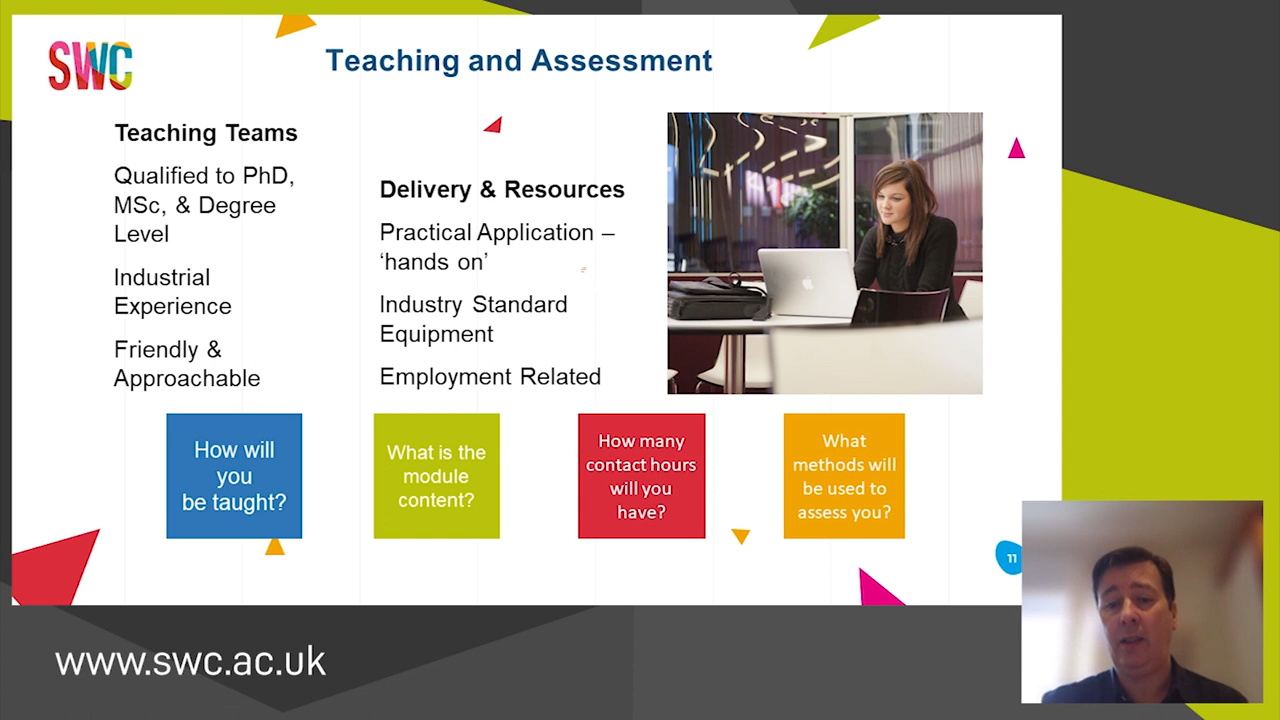 SWC
Teaching and Assessment
Teaching Teams
Qualified to PhD,
MSc, & Degree
Level
Industrial
Experience
Friendly &
Approachable
Delivery & Resources
Practical Application –
‘hands on’
Industry Standard
Equipment
Employment Related
How will
you
be taught?
What is the
module
content?
How many
contact hours
will you
have?
What
methods will
be used to
assess you?
11
www.swc.ac.uk